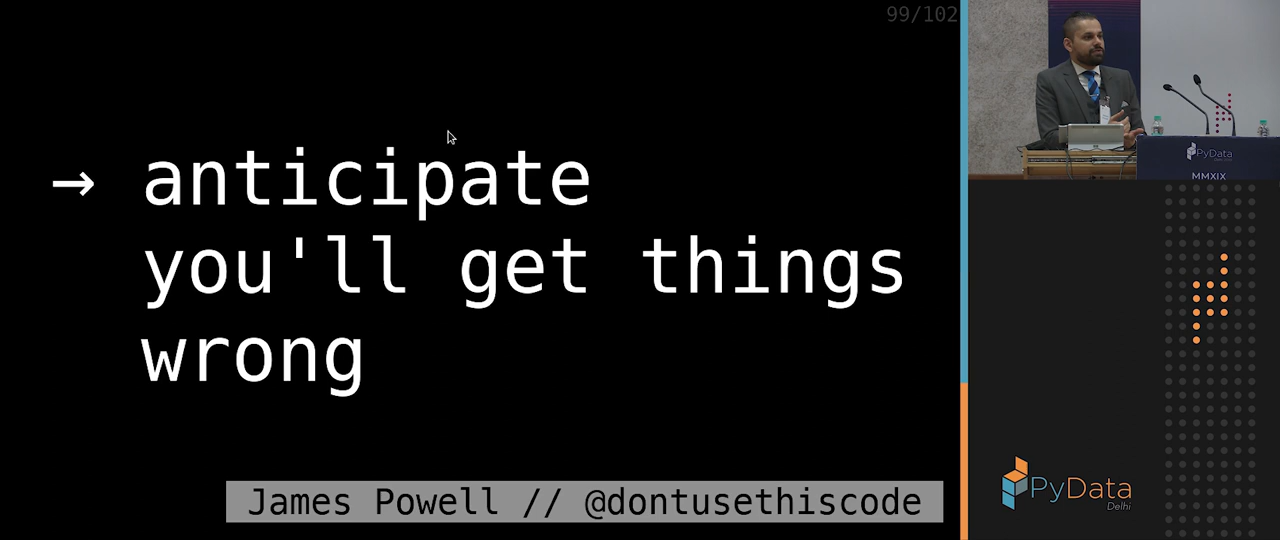 99/102
→ anticipate
you'll get things
wrong
James Powell // @dontusethiscode
PyData
MMXIX
PyData
Delhi